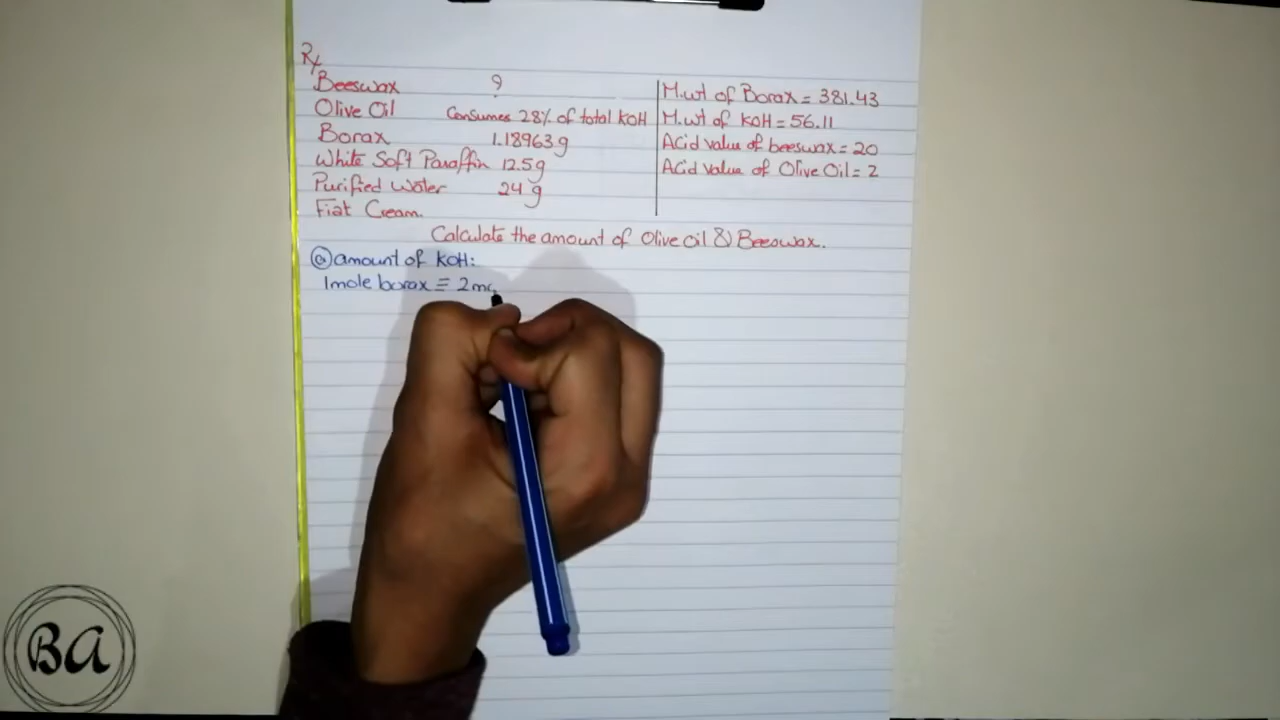 Rx
Beeswax ?
Olive Oil Consumes 28% of total KOH
Borax 1.18963g
White Soft Paraffin 12.5g
Purified Water 24 g
Fiat Cream.
M.wt of Borax = 381.43
M.wt of KOH = 56.11
Acid value of beeswax = 20
Acid value of Olive Oil = 2
Calculate the amount of Olive oil & Beeswax.
a amount of KOH:
1mole borax ≡ 2mo
BA